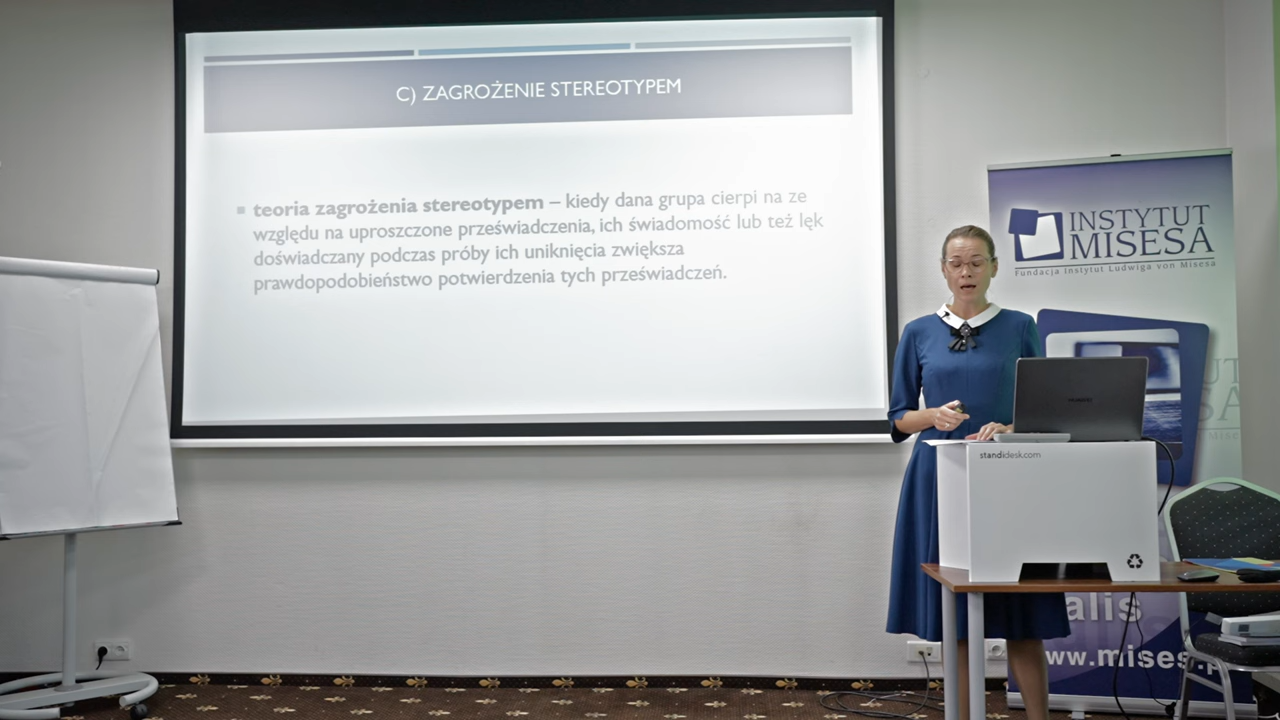 C) ZAGROŻENIE STEREOTYPEM
▪ teoria zagrożenia stereotypem – kiedy dana grupa cierpi na ze
względu na uproszczone przeświadczenia, ich świadomość lub też lęk
doświadczany podczas próby ich uniknięcia zwiększa
prawdopodobieństwo potwierdzenia tych przeświadczeń.
INSTYTUT
MISESA
Fundacja Instytut Ludwiga von Misesa
HUAWEI
standidesk.com
alis
www.mises.p